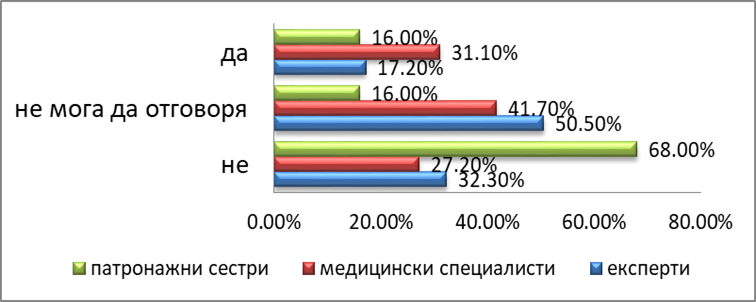 да
16.00%
31.10%
17.20%
не мога да отговоря
16.00%
41.70%
50.50%
не
68.00%
27.20%
32.30%
0.00% 20.00% 40.00% 60.00% 80.00%
патронажни сестри медицински специалисти експерти